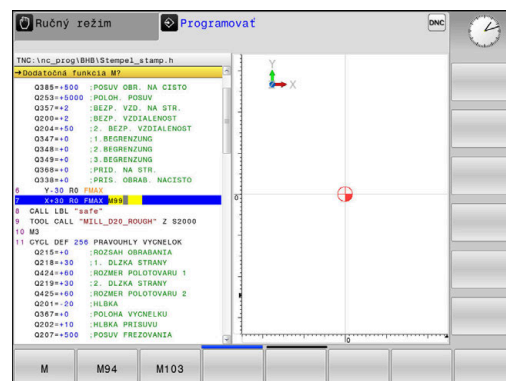 Ručný režim
Programovať
DNC
TNC:\nc_prog\BHB\Stempel_stamp.h
→Dodatočná funkcia M?
Q385=+500 ;POSUV OBR. NA CISTO
Q253=+5000 ;POLOH. POSUV
Q357=+2 ;BEZP. VZD. NA STR.
Q200=+2 ;BEZP. VZDIALENOST
Q204=+50 ;2. BEZP. VZDIALENOST
Q347=+0 ;1.BEGRENZUNG
Q348=+0 ;2.BEGRENZUNG
Q349=+0 ;3.BEGRENZUNG
Q368=+0 ;PRID. NA STR.
Q338=+0 ;PRIS. OBRAB. NACISTO
6 Y-30 R0 FMAX
7 X+30 R0 FMAX M99
8 CALL LBL "safe"
9 TOOL CALL "MILL_D20_ROUGH" Z S2000
10 M3
11 CYCL DEF 256 PRAVOUHLY VYCNELOK
Q215=+0 ;ROZSAH OBRABANIA
Q218=+30 ;1. DLZKA STRANY
Q424=+60 ;ROZMER POLOTOVARU 1
Q219=+30 ;2. DLZKA STRANY
Q425=+60 ;ROZMER POLOTOVARU 2
Q201=-20 ;HLBKA
Q367=+0 ;POLOHA VYCNELKU
Q202=+10 ;HLBKA PRISUVU
Q207=+500 ;POSUV FREZOVANIA
Y
X
0
0
M
M94
M103